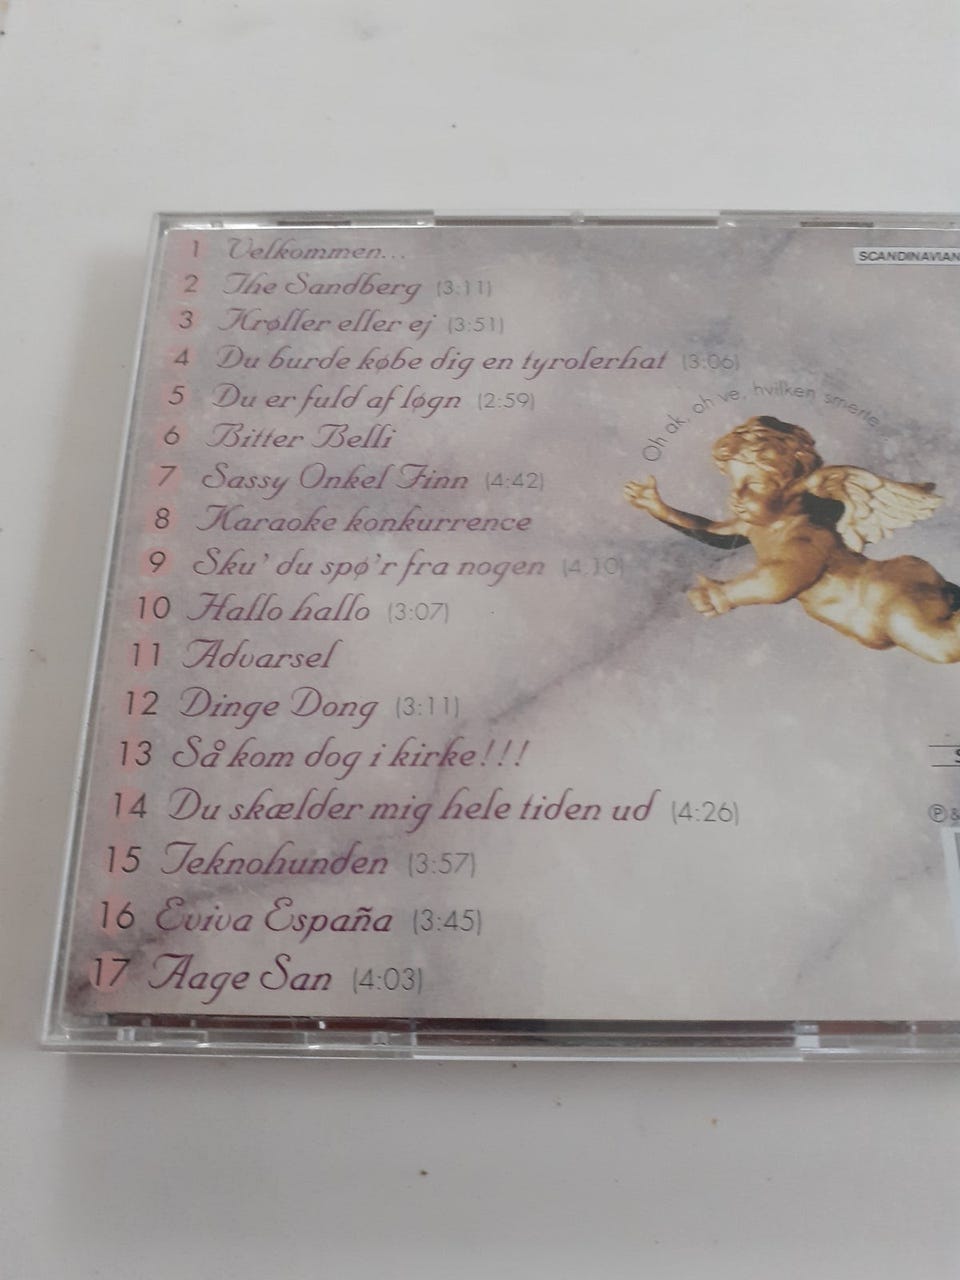 1 Velkommen...
2 The Sandberg (3:11)
3 Krøller eller ej (3:51)
4 Du burde købe dig en tyrolerhat (3:06)
5 Du er fuld af løgn (2:59)
6 Bitter Belli
7 Sassy Onkel Finn (4:42)
8 Karaoke konkurrence
9 Sku' du spø'r fra nogen (4:10)
10 Hallo hallo (3:07)
11 Advarsel
12 Dinge Dong (3:11)
13 Så kom dog i kirke!!!
14 Du skælder mig hele tiden ud (4:26)
15 Teknohunden (3:57)
16 Eviva España (3:45)
17 Aage San (4:03)
SCANDINAVIAN
Oh ak, oh ve, hvilken smerte
S
℗ &